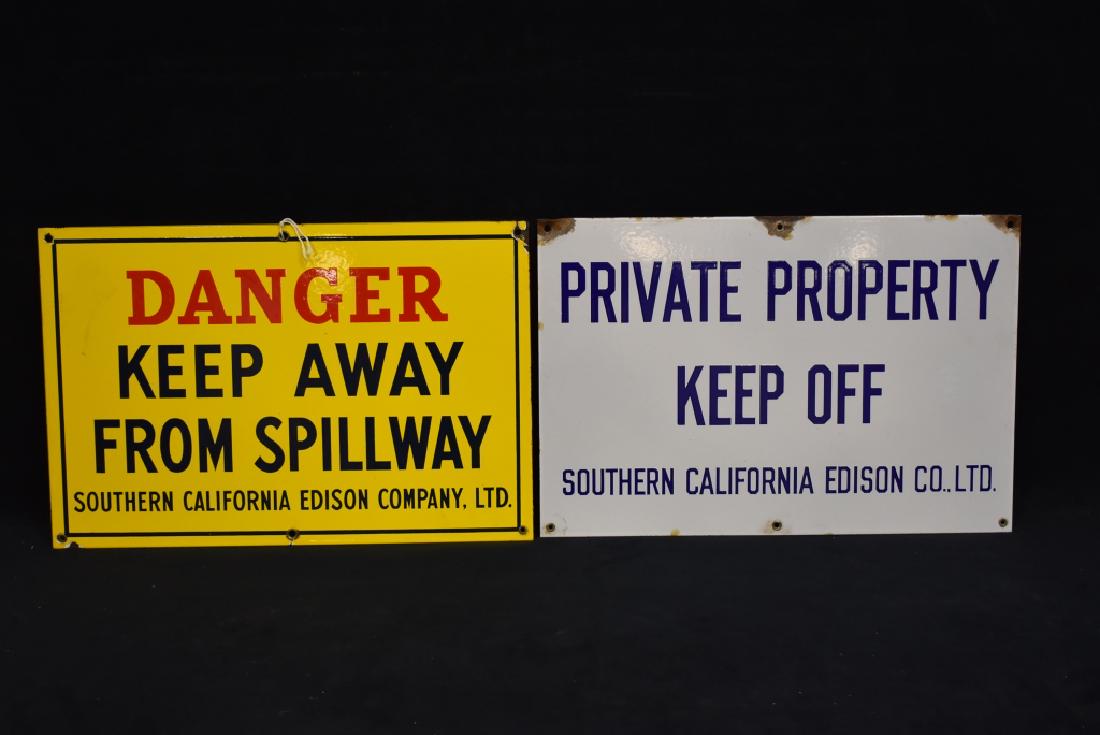 DANGER
KEEP AWAY
FROM SPILLWAY
SOUTHERN CALIFORNIA EDISON COMPANY, LTD.
PRIVATE PROPERTY
KEEP OFF
SOUTHERN CALIFORNIA EDISON CO., LTD.